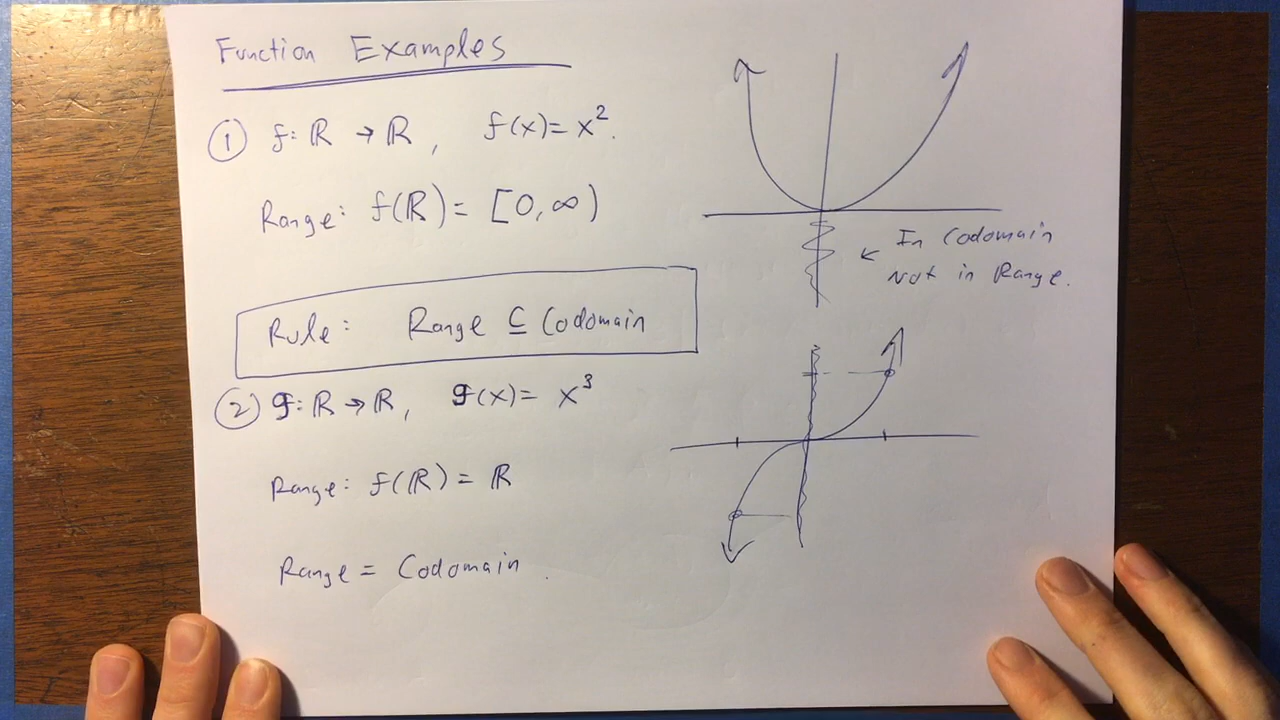 Function Examples
① f: ℝ → ℝ, f(x) = x².
Range: f(ℝ) = [0, ∞)
In Codomain
Not in Range.
Rule: Range ⊆ Codomain
② g: ℝ → ℝ, g(x) = x³
Range: f(ℝ) = ℝ
Range = Codomain.